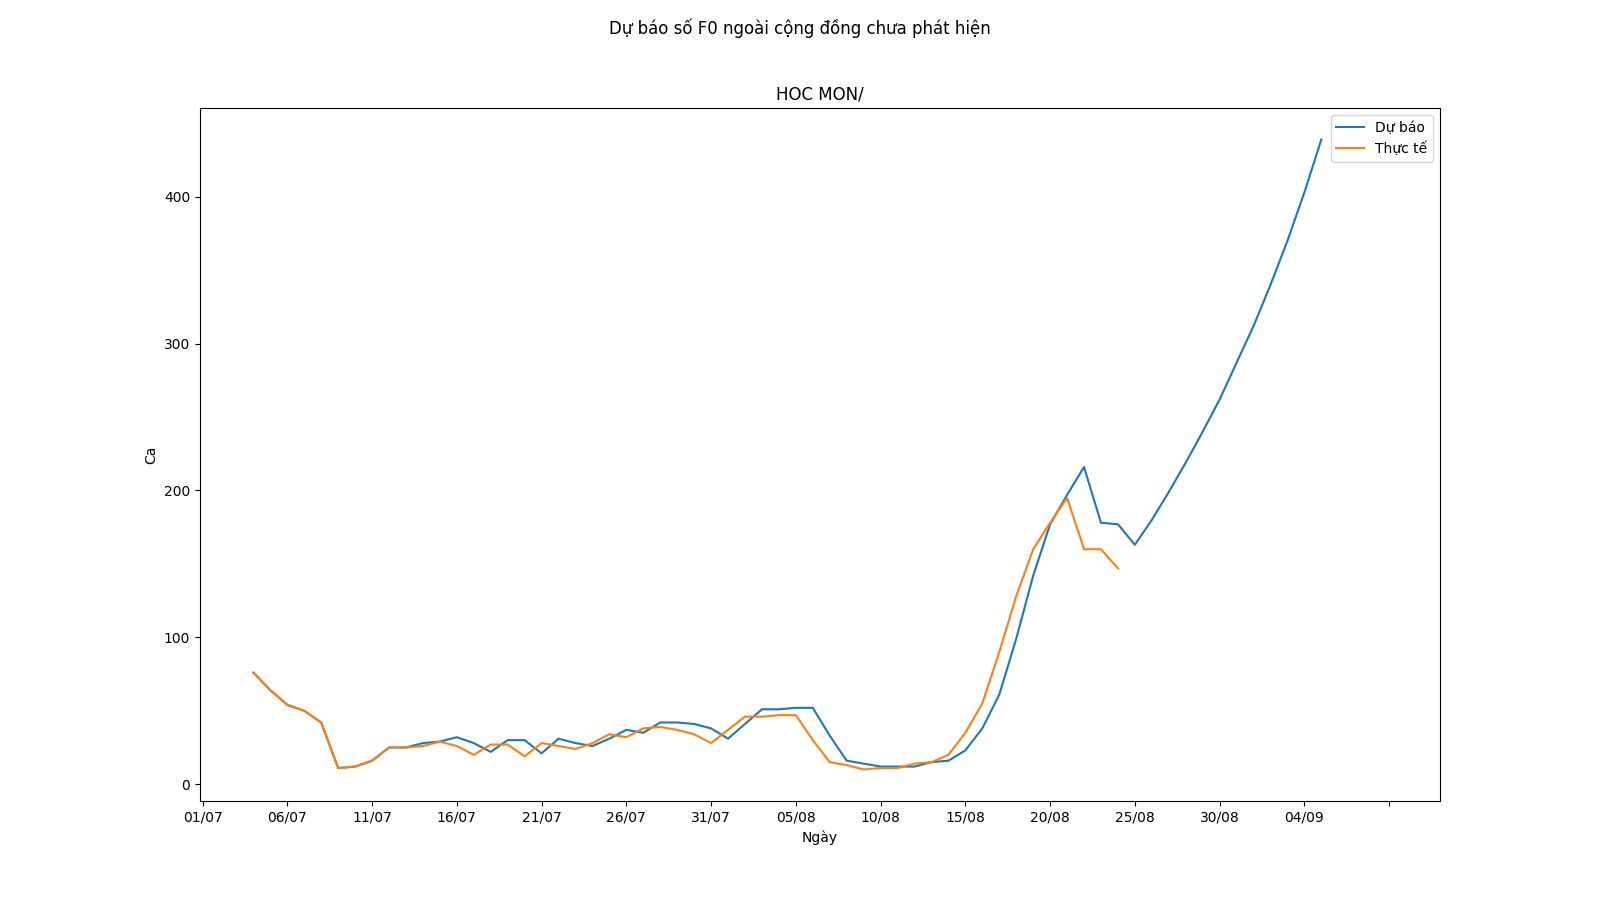 Dự báo số F0 ngoài cộng đồng chưa phát hiện
HOC MON/
Dự báo
Thực tế
400
300
200
100
0
Ca
01/07 06/07 11/07 16/07 21/07 26/07 31/07 05/08 10/08 15/08 20/08 25/08 30/08 04/09
Ngày